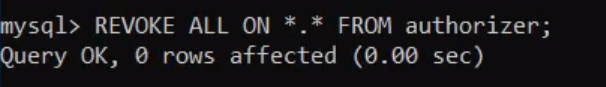 mysql> REVOKE ALL ON *.* FROM authorizer;
Query OK, 0 rows affected (0.00 sec)